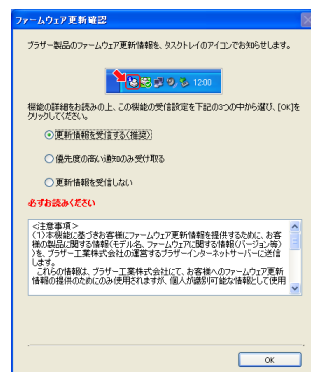 ファームウェア更新確認
ブラザー製品のファームウェア更新情報を、タスクトレイのアイコンでお知らせします。
12:00
機能の詳細をお読みの上、この機能の受信設定を下記の3つの中から選び、[OK]を
クリックしてください。
更新情報を受信する(推奨)
優先度の高い通知のみ受け取る
更新情報を受信しない
必ずお読みください
<注意事項>
(1)本機能に基づきお客様にファームウェア更新情報を提供するために、お客
様の製品に関する情報(モデル名、ファームウェアに関する情報(バージョン等)
)を、ブラザー工業株式会社の運営するブラザーインターネットサーバーに送信
します。
これらの情報は、ブラザー工業株式会社にて、お客様へのファームウェア更新
情報の提供のためにのみ使用されますが、個人が識別可能な情報として使用
OK